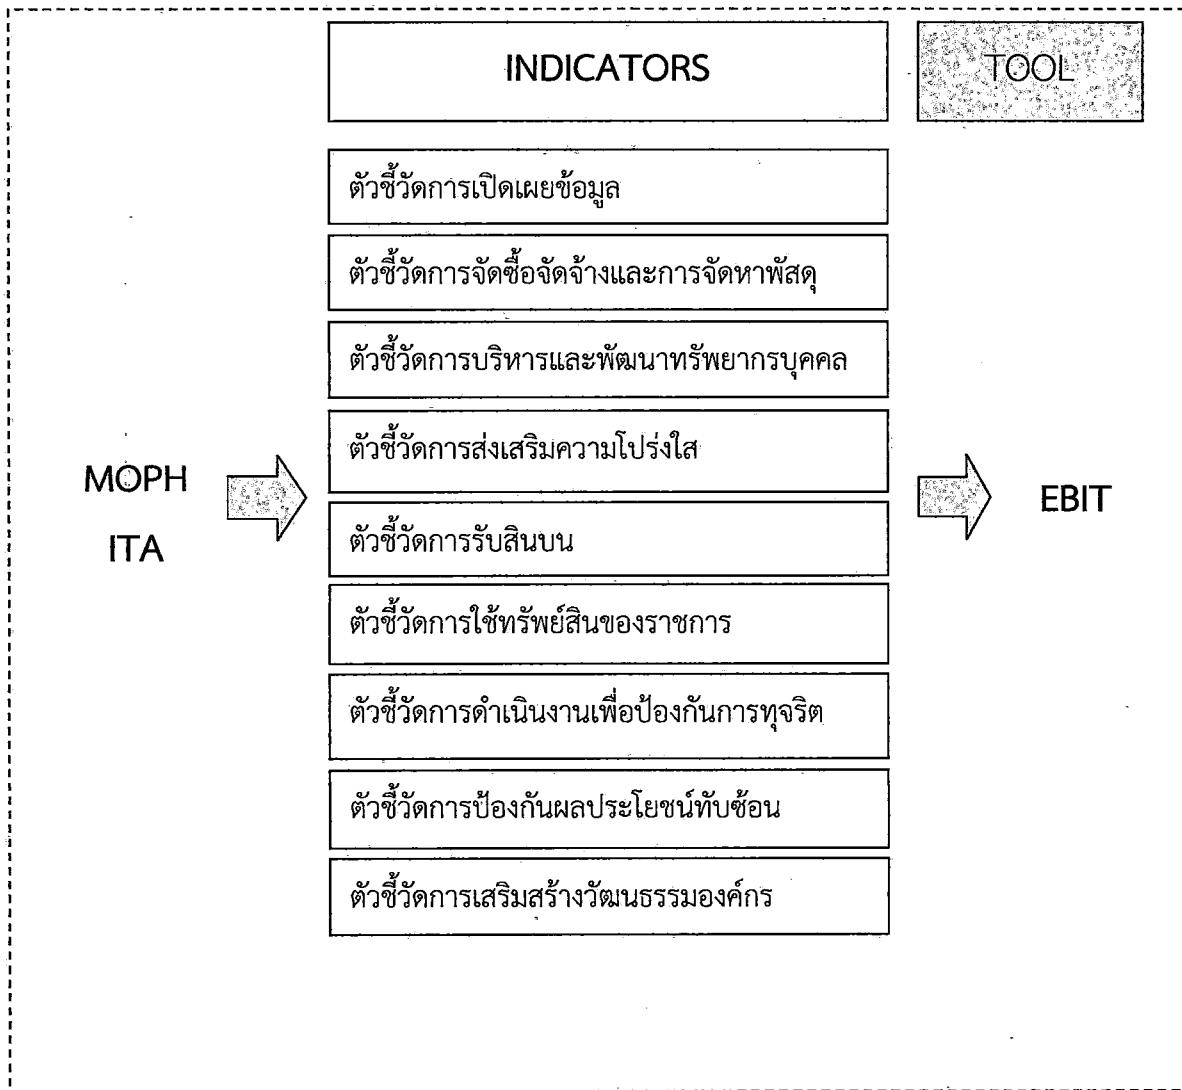 INDICATORS
TOOL
ตัวชี้วัดการเปิดเผยข้อมูล
ตัวชี้วัดการจัดซื้อจัดจ้างและการจัดหาพัสดุ
ตัวชี้วัดการบริหารและพัฒนาทรัพยากรบุคคล
ตัวชี้วัดการส่งเสริมความโปร่งใส
ตัวชี้วัดการรับสินบน
ตัวชี้วัดการใช้ทรัพย์สินของราชการ
ตัวชี้วัดการดำเนินงานเพื่อป้องกันการทุจริต
ตัวชี้วัดการป้องกันผลประโยชน์ทับซ้อน
ตัวชี้วัดการเสริมสร้างวัฒนธรรมองค์กร
MOPH
ITA
EBIT